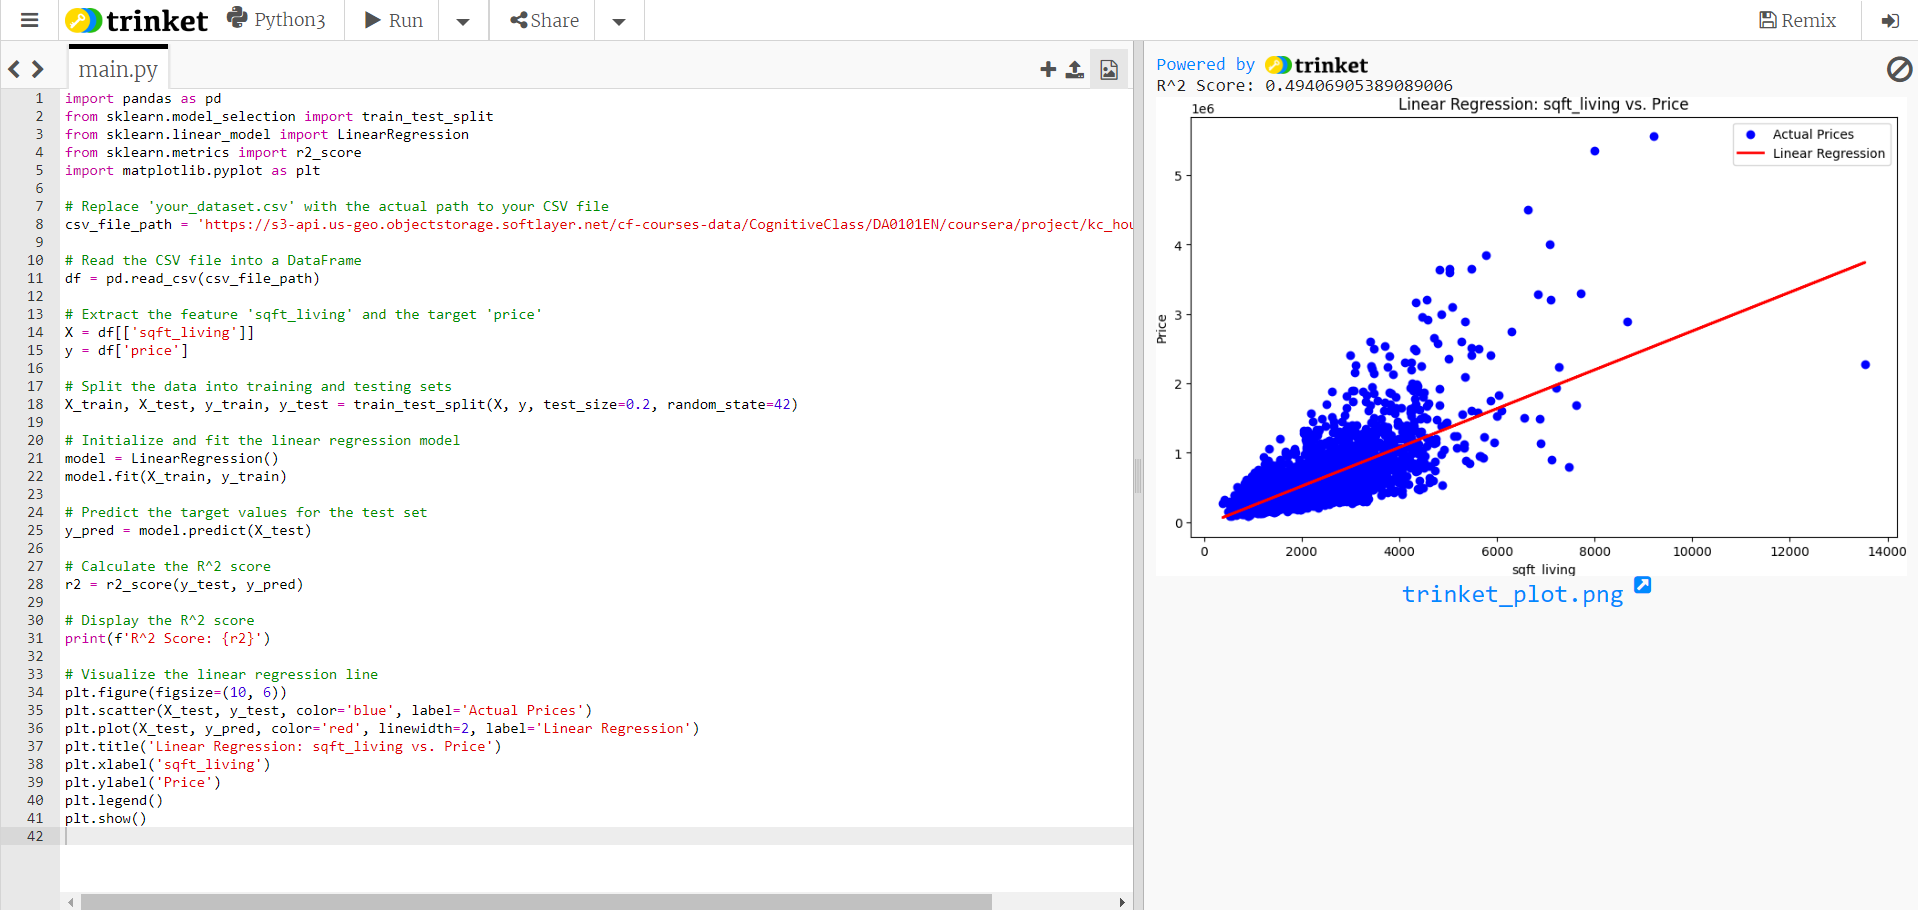 trinket Python3 Run Share Remix
main.py
1 import pandas as pd
2 from sklearn.model_selection import train_test_split
3 from sklearn.linear_model import LinearRegression
4 from sklearn.metrics import r2_score
5 import matplotlib.pyplot as plt
6
7 # Replace 'your_dataset.csv' with the actual path to your CSV file
8 csv_file_path = 'https://s3-api.us-geo.objectstorage.softlayer.net/cf-courses-data/CognitiveClass/DA0101EN/coursera/project/kc_hou
9
10 # Read the CSV file into a DataFrame
11 df = pd.read_csv(csv_file_path)
12
13 # Extract the feature 'sqft_living' and the target 'price'
14 X = df[['sqft_living']]
15 y = df['price']
16
17 # Split the data into training and testing sets
18 X_train, X_test, y_train, y_test = train_test_split(X, y, test_size=0.2, random_state=42)
19
20 # Initialize and fit the linear regression model
21 model = LinearRegression()
22 model.fit(X_train, y_train)
23
24 # Predict the target values for the test set
25 y_pred = model.predict(X_test)
26
27 # Calculate the R^2 score
28 r2 = r2_score(y_test, y_pred)
29
30 # Display the R^2 score
31 print(f'R^2 Score: {r2}')
32
33 # Visualize the linear regression line
34 plt.figure(figsize=(10, 6))
35 plt.scatter(X_test, y_test, color='blue', label='Actual Prices')
36 plt.plot(X_test, y_pred, color='red', linewidth=2, label='Linear Regression')
37 plt.title('Linear Regression: sqft_living vs. Price')
38 plt.xlabel('sqft_living')
39 plt.ylabel('Price')
40 plt.legend()
41 plt.show()
42
Powered by trinket
R^2 Score: 0.49406905389089006
Linear Regression: sqft_living vs. Price
1e6
Actual Prices
Linear Regression
5
4
3
2
1
0
Price
0 2000 4000 6000 8000 10000 12000 14000
sqft_living
trinket_plot.png